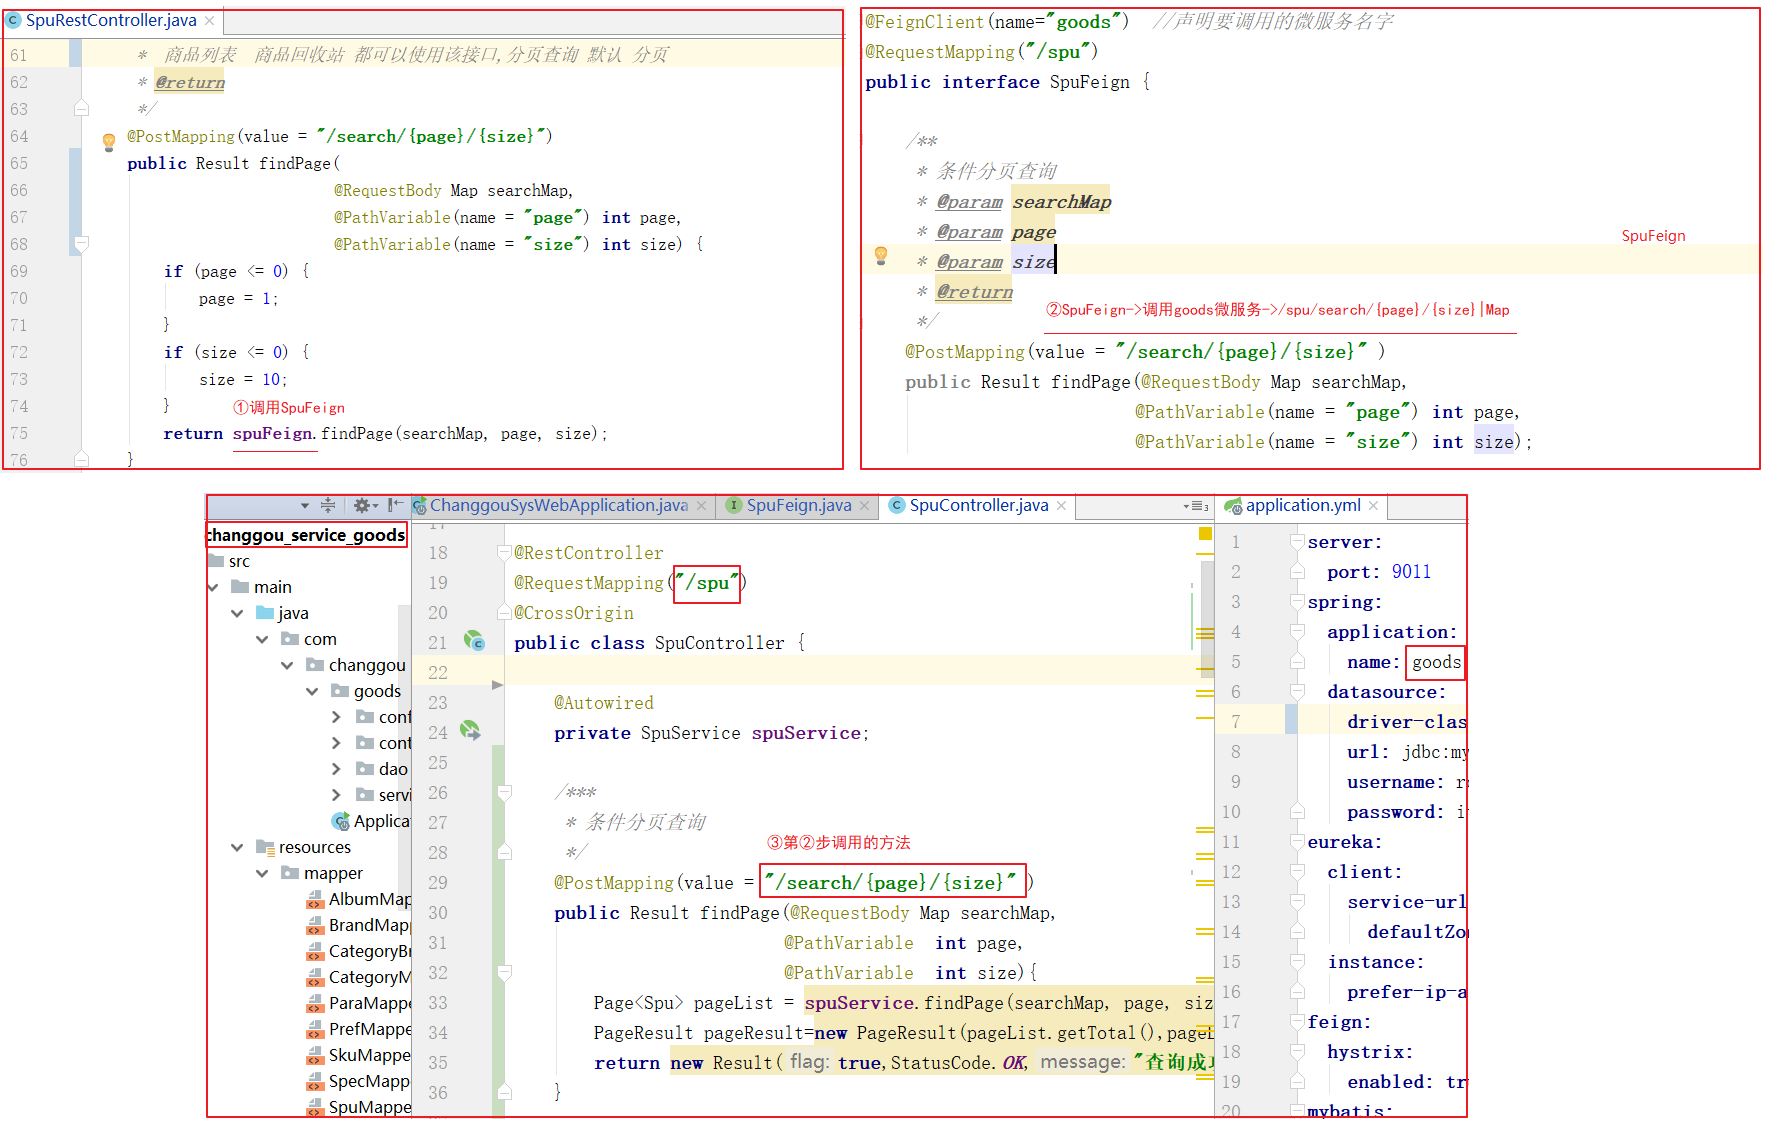 SpuRestController.java
61 * 商品列表 商品回收站 都可以使用该接口,分页查询 默认 分页
62 * @return
63 */
64 @PostMapping(value = "/search/{page}/{size}")
65 public Result findPage(
66 @RequestBody Map searchMap,
67 @PathVariable(name = "page") int page,
68 @PathVariable(name = "size") int size) {
69 if (page <= 0) {
70 page = 1;
71 }
72 if (size <= 0) {
73 size = 10;
74 }
①调用SpuFeign
75 return spuFeign.findPage(searchMap, page, size);
76 }
@FeignClient(name="goods") //声明要调用的微服务名字
@RequestMapping("/spu")
public interface SpuFeign {
/**
* 条件分页查询
* @param searchMap
* @param page
SpuFeign
* @param size
* @return
②SpuFeign->调用goods微服务->/spu/search/{page}/{size}|Map
*/
@PostMapping(value = "/search/{page}/{size}" )
public Result findPage(@RequestBody Map searchMap,
@PathVariable(name = "page") int page,
@PathVariable(name = "size") int size);
changgou_service_goods
src
main
java
com
changgou
goods
conf
cont
dao
servi
Applica
resources
mapper
AlbumMap
BrandMapp
CategoryBr
CategoryM
ParaMappe
PrefMappe
SkuMappe
SpecMapp
SpuMappe
ChanggouSysWebApplication.java
SpuFeign.java
SpuController.java
17
18 @RestController
19 @RequestMapping("/spu")
20 @CrossOrigin
21 public class SpuController {
22
23 @Autowired
24 private SpuService spuService;
25
26 /***
27 * 条件分页查询
③第②步调用的方法
28 */
29 @PostMapping(value = "/search/{page}/{size}" )
30 public Result findPage(@RequestBody Map searchMap,
31 @PathVariable int page,
32 @PathVariable int size){
33 Page<Spu> pageList = spuService.findPage(searchMap, page, siz
34 PageResult pageResult=new PageResult(pageList.getTotal(),pageL
35 return new Result( flag: true,StatusCode.OK, message: "查询成功
36 }
application.yml
1 server:
2 port: 9011
3 spring:
4 application:
5 name: goods
6 datasource:
7 driver-clas
8 url: jdbc:my
9 username: r
10 password: i
11 eureka:
12 client:
13 service-url
14 defaultZo
15 instance:
16 prefer-ip-a
17 feign:
18 hystrix:
19 enabled: tr
20 mybatis: